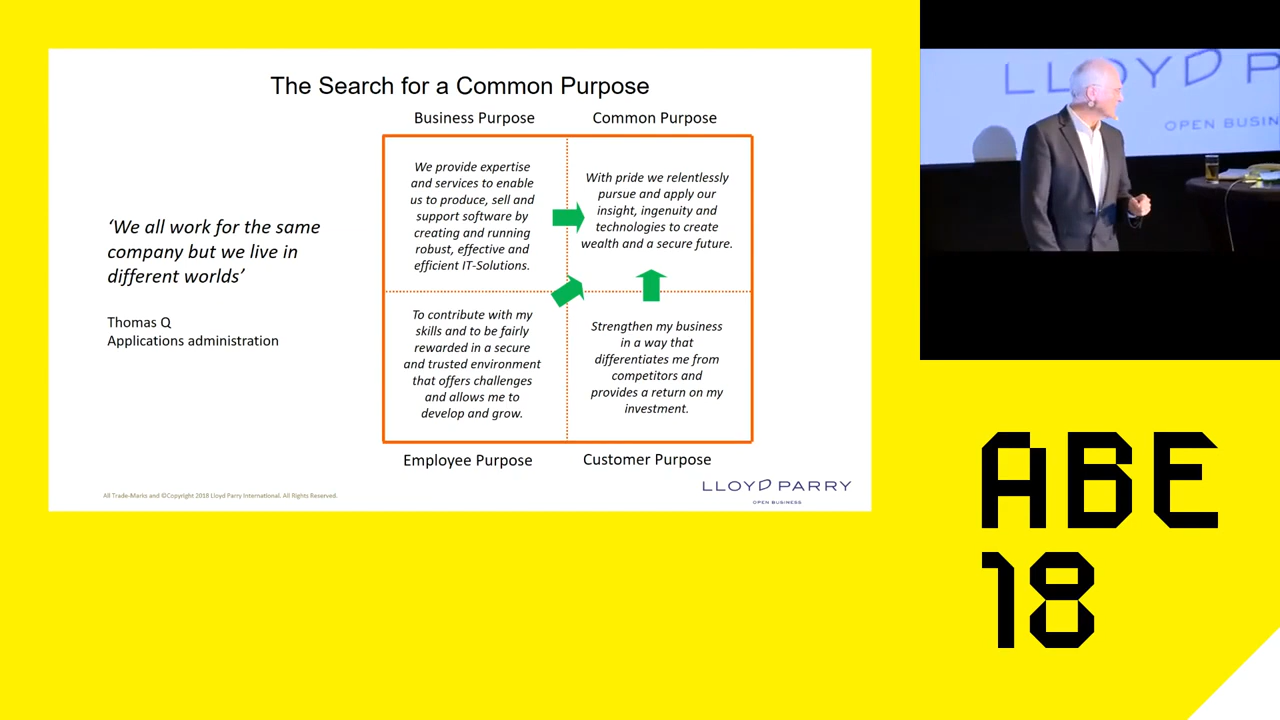 The Search for a Common Purpose
Business Purpose
Common Purpose
‘We all work for the same
company but we live in
different worlds’
Thomas Q
Applications administration
We provide expertise
and services to enable
us to produce, sell and
support software by
creating and running
robust, effective and
efficient IT-Solutions.
With pride we relentlessly
pursue and apply our
insight, ingenuity and
technologies to create
wealth and a secure future.
To contribute with my
skills and to be fairly
rewarded in a secure
and trusted environment
that offers challenges
and allows me to
develop and grow.
Strengthen my business
in a way that
differentiates me from
competitors and
provides a return on my
investment.
Employee Purpose
Customer Purpose
All Trade-Marks and ©Copyright 2018 Lloyd Parry International. All Rights Reserved.
LLOYD PARRY
OPEN BUSINESS
LLOYD P
OPEN BUSIN
ABE
18